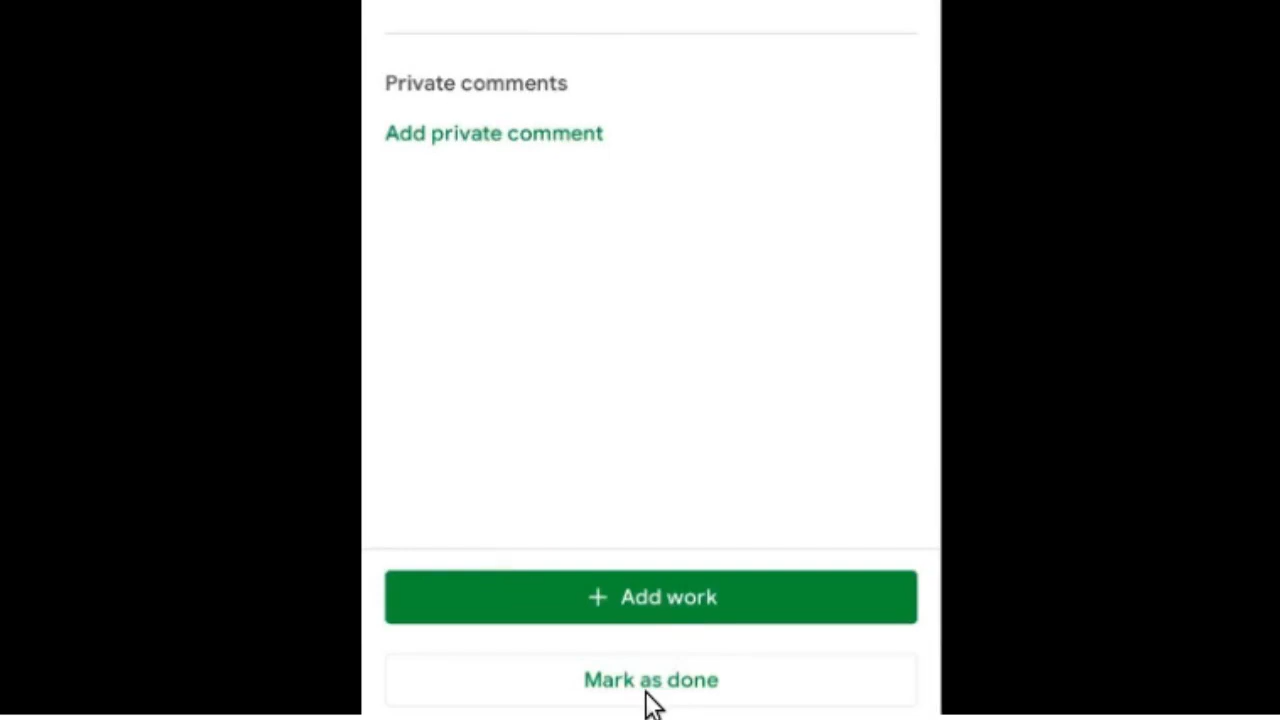 Private comments
Add private comment
+ Add work
Mark as done